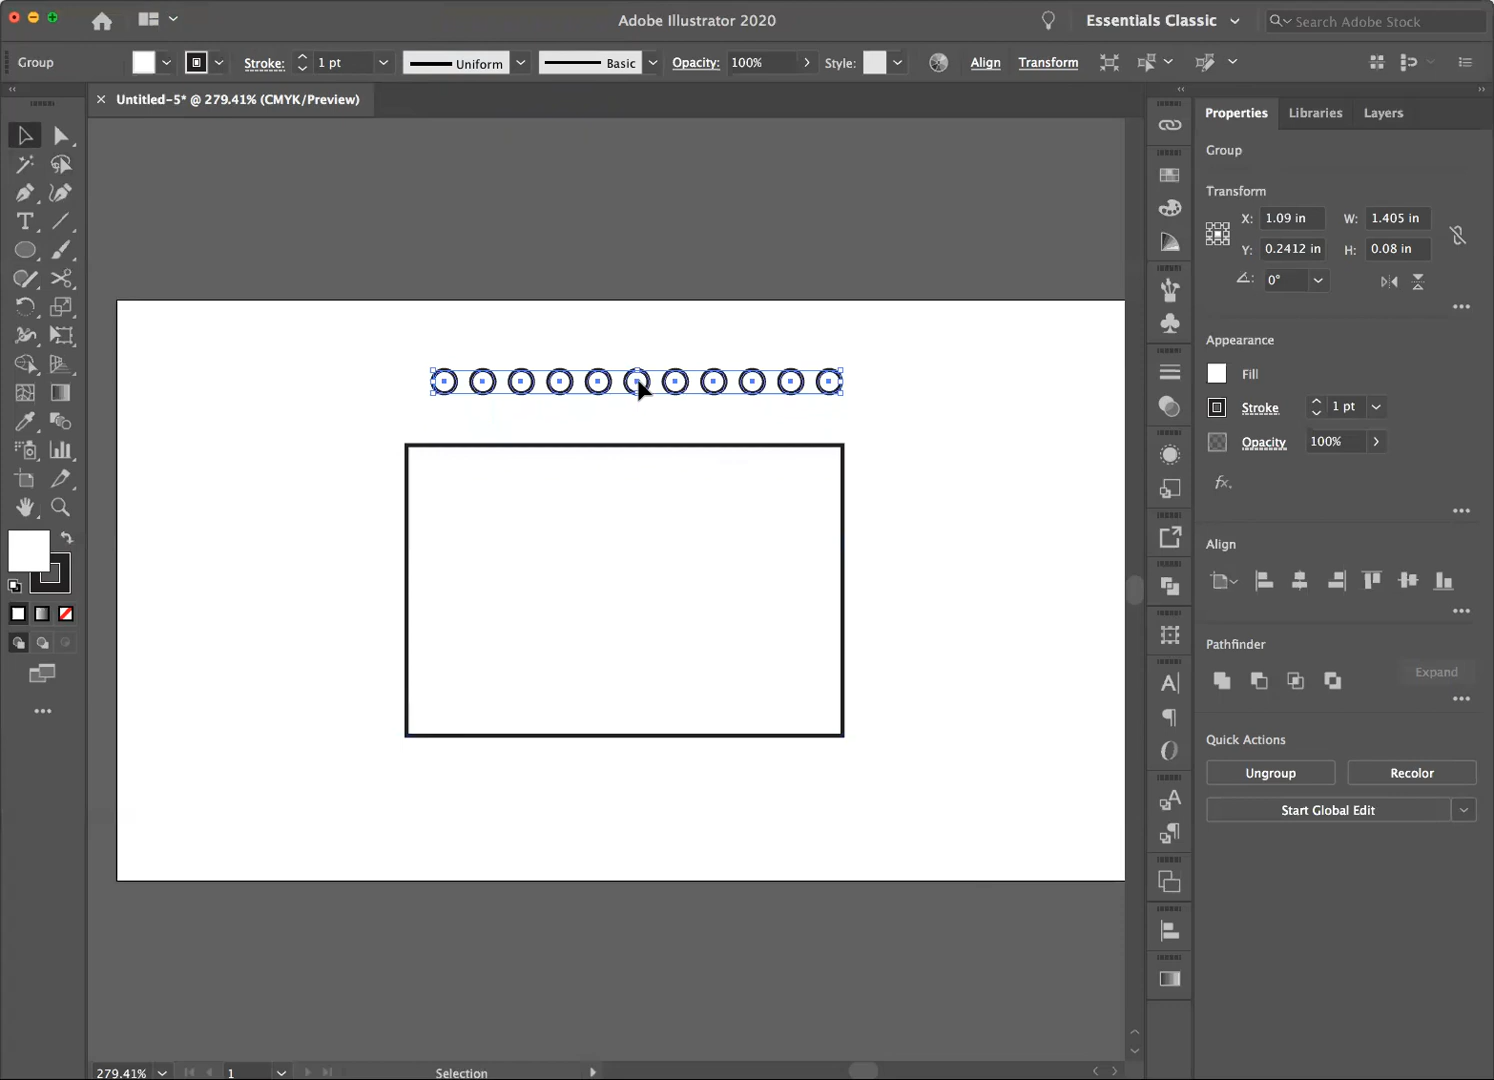 Adobe Illustrator 2020
Essentials Classic
Search Adobe Stock
Group
Stroke:
1 pt
Uniform
Basic
Opacity:
100%
Style:
Align
Transform
Untitled-5* @ 279.41% (CMYK/Preview)
Properties
Libraries
Layers
Group
Transform
X:
1.09 in
W:
1.405 in
Y:
0.2412 in
H:
0.08 in
0°
Appearance
Fill
Stroke
1 pt
Opacity
100%
fx.
Align
Pathfinder
Expand
Quick Actions
Ungroup
Recolor
Start Global Edit
279.41%
1
Selection